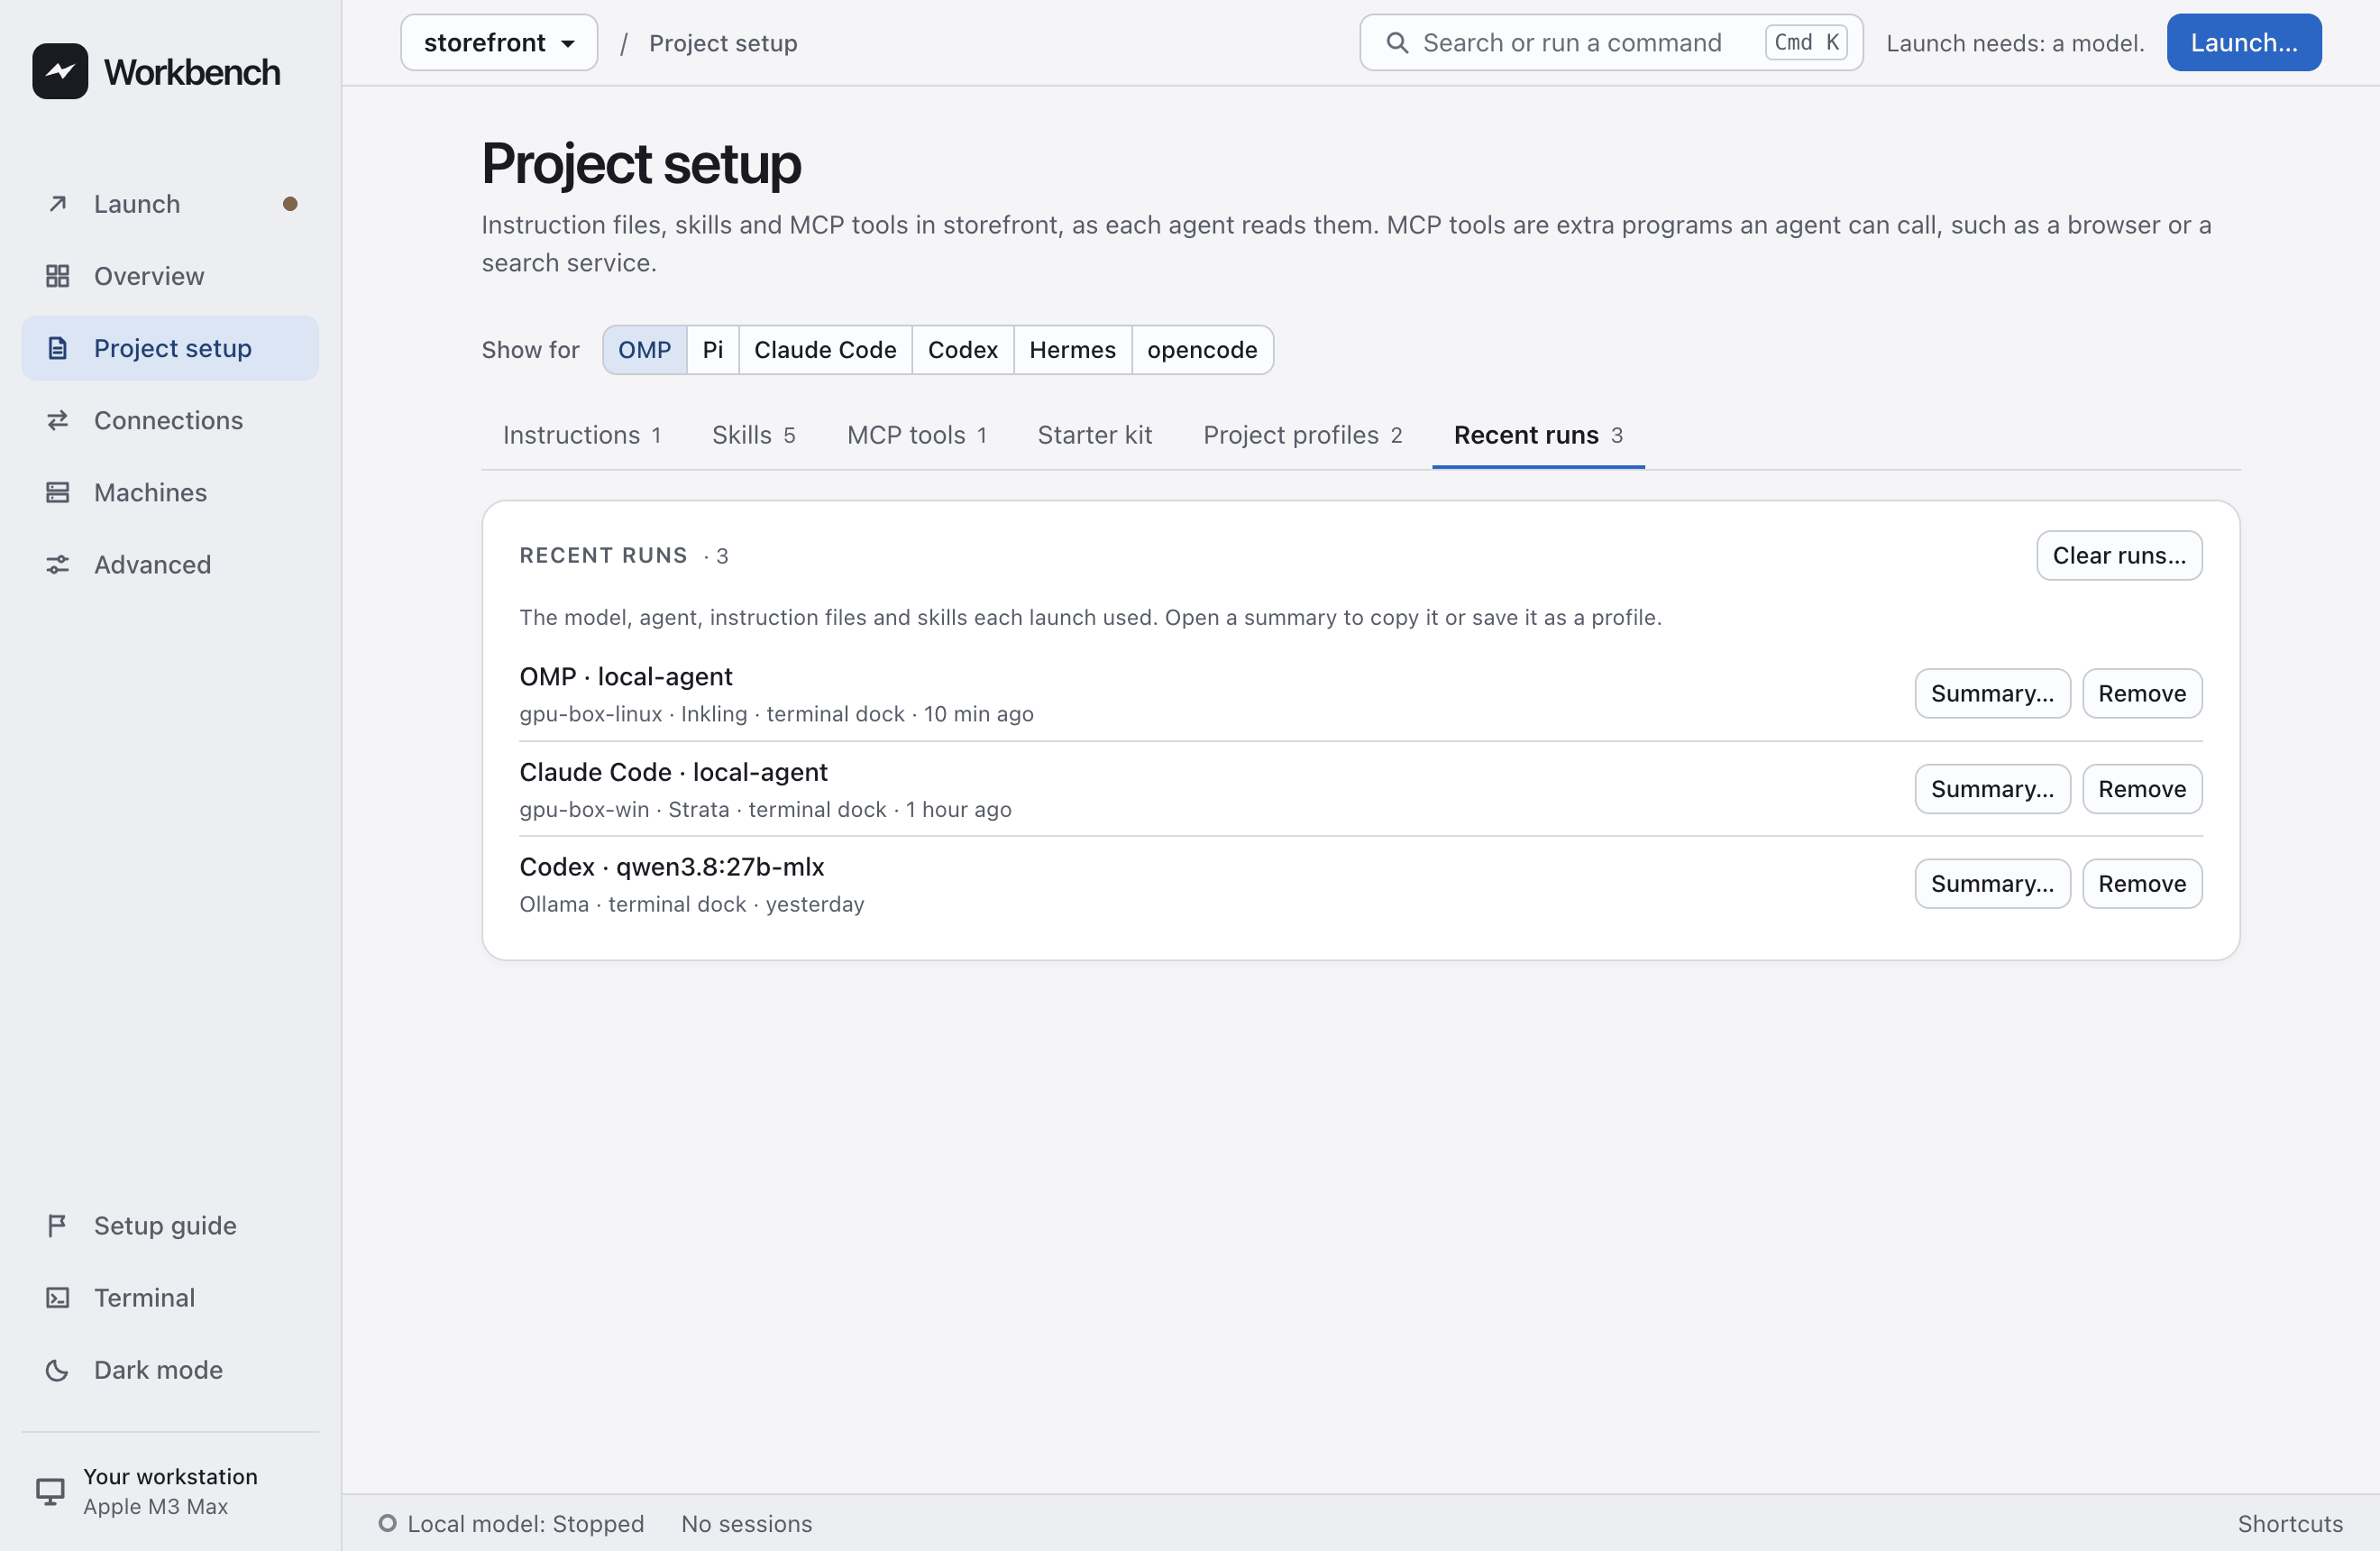 Workbench
Launch
Overview
Project setup
Connections
Machines
Advanced
Setup guide
Terminal
Dark mode
Your workstation
Apple M3 Max
storefront / Project setup
Search or run a command Cmd K
Launch needs: a model.
Launch...
Project setup
Instruction files, skills and MCP tools in storefront, as each agent reads them. MCP tools are extra programs an agent can call, such as a browser or a
search service.
Show for OMP Pi Claude Code Codex Hermes opencode
Instructions 1 Skills 5 MCP tools 1 Starter kit Project profiles 2 Recent runs 3
RECENT RUNS · 3
Clear runs...
The model, agent, instruction files and skills each launch used. Open a summary to copy it or save it as a profile.
OMP · local-agent
gpu-box-linux · Inkling · terminal dock · 10 min ago
Summary... Remove
Claude Code · local-agent
gpu-box-win · Strata · terminal dock · 1 hour ago
Summary... Remove
Codex · qwen3.8:27b-mlx
Ollama · terminal dock · yesterday
Summary... Remove
Local model: Stopped No sessions
Shortcuts